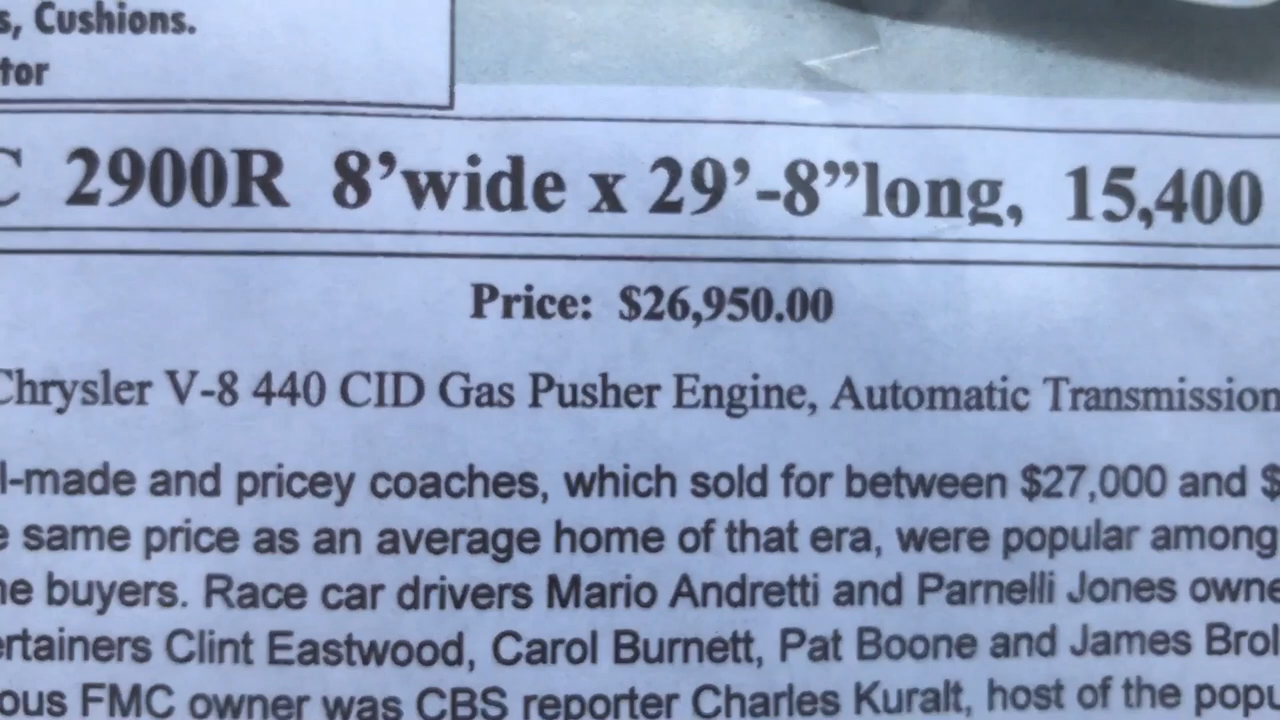 s, Cushions.
tor
C 2900R 8’wide x 29’-8”long, 15,400
Price: $26,950.00
Chrysler V-8 440 CID Gas Pusher Engine, Automatic Transmission
l-made and pricey coaches, which sold for between $27,000 and $
e same price as an average home of that era, were popular among
ne buyers. Race car drivers Mario Andretti and Parnelli Jones owne
ertainers Clint Eastwood, Carol Burnett, Pat Boone and James Brol
ous FMC owner was CBS reporter Charles Kuralt, host of the popu